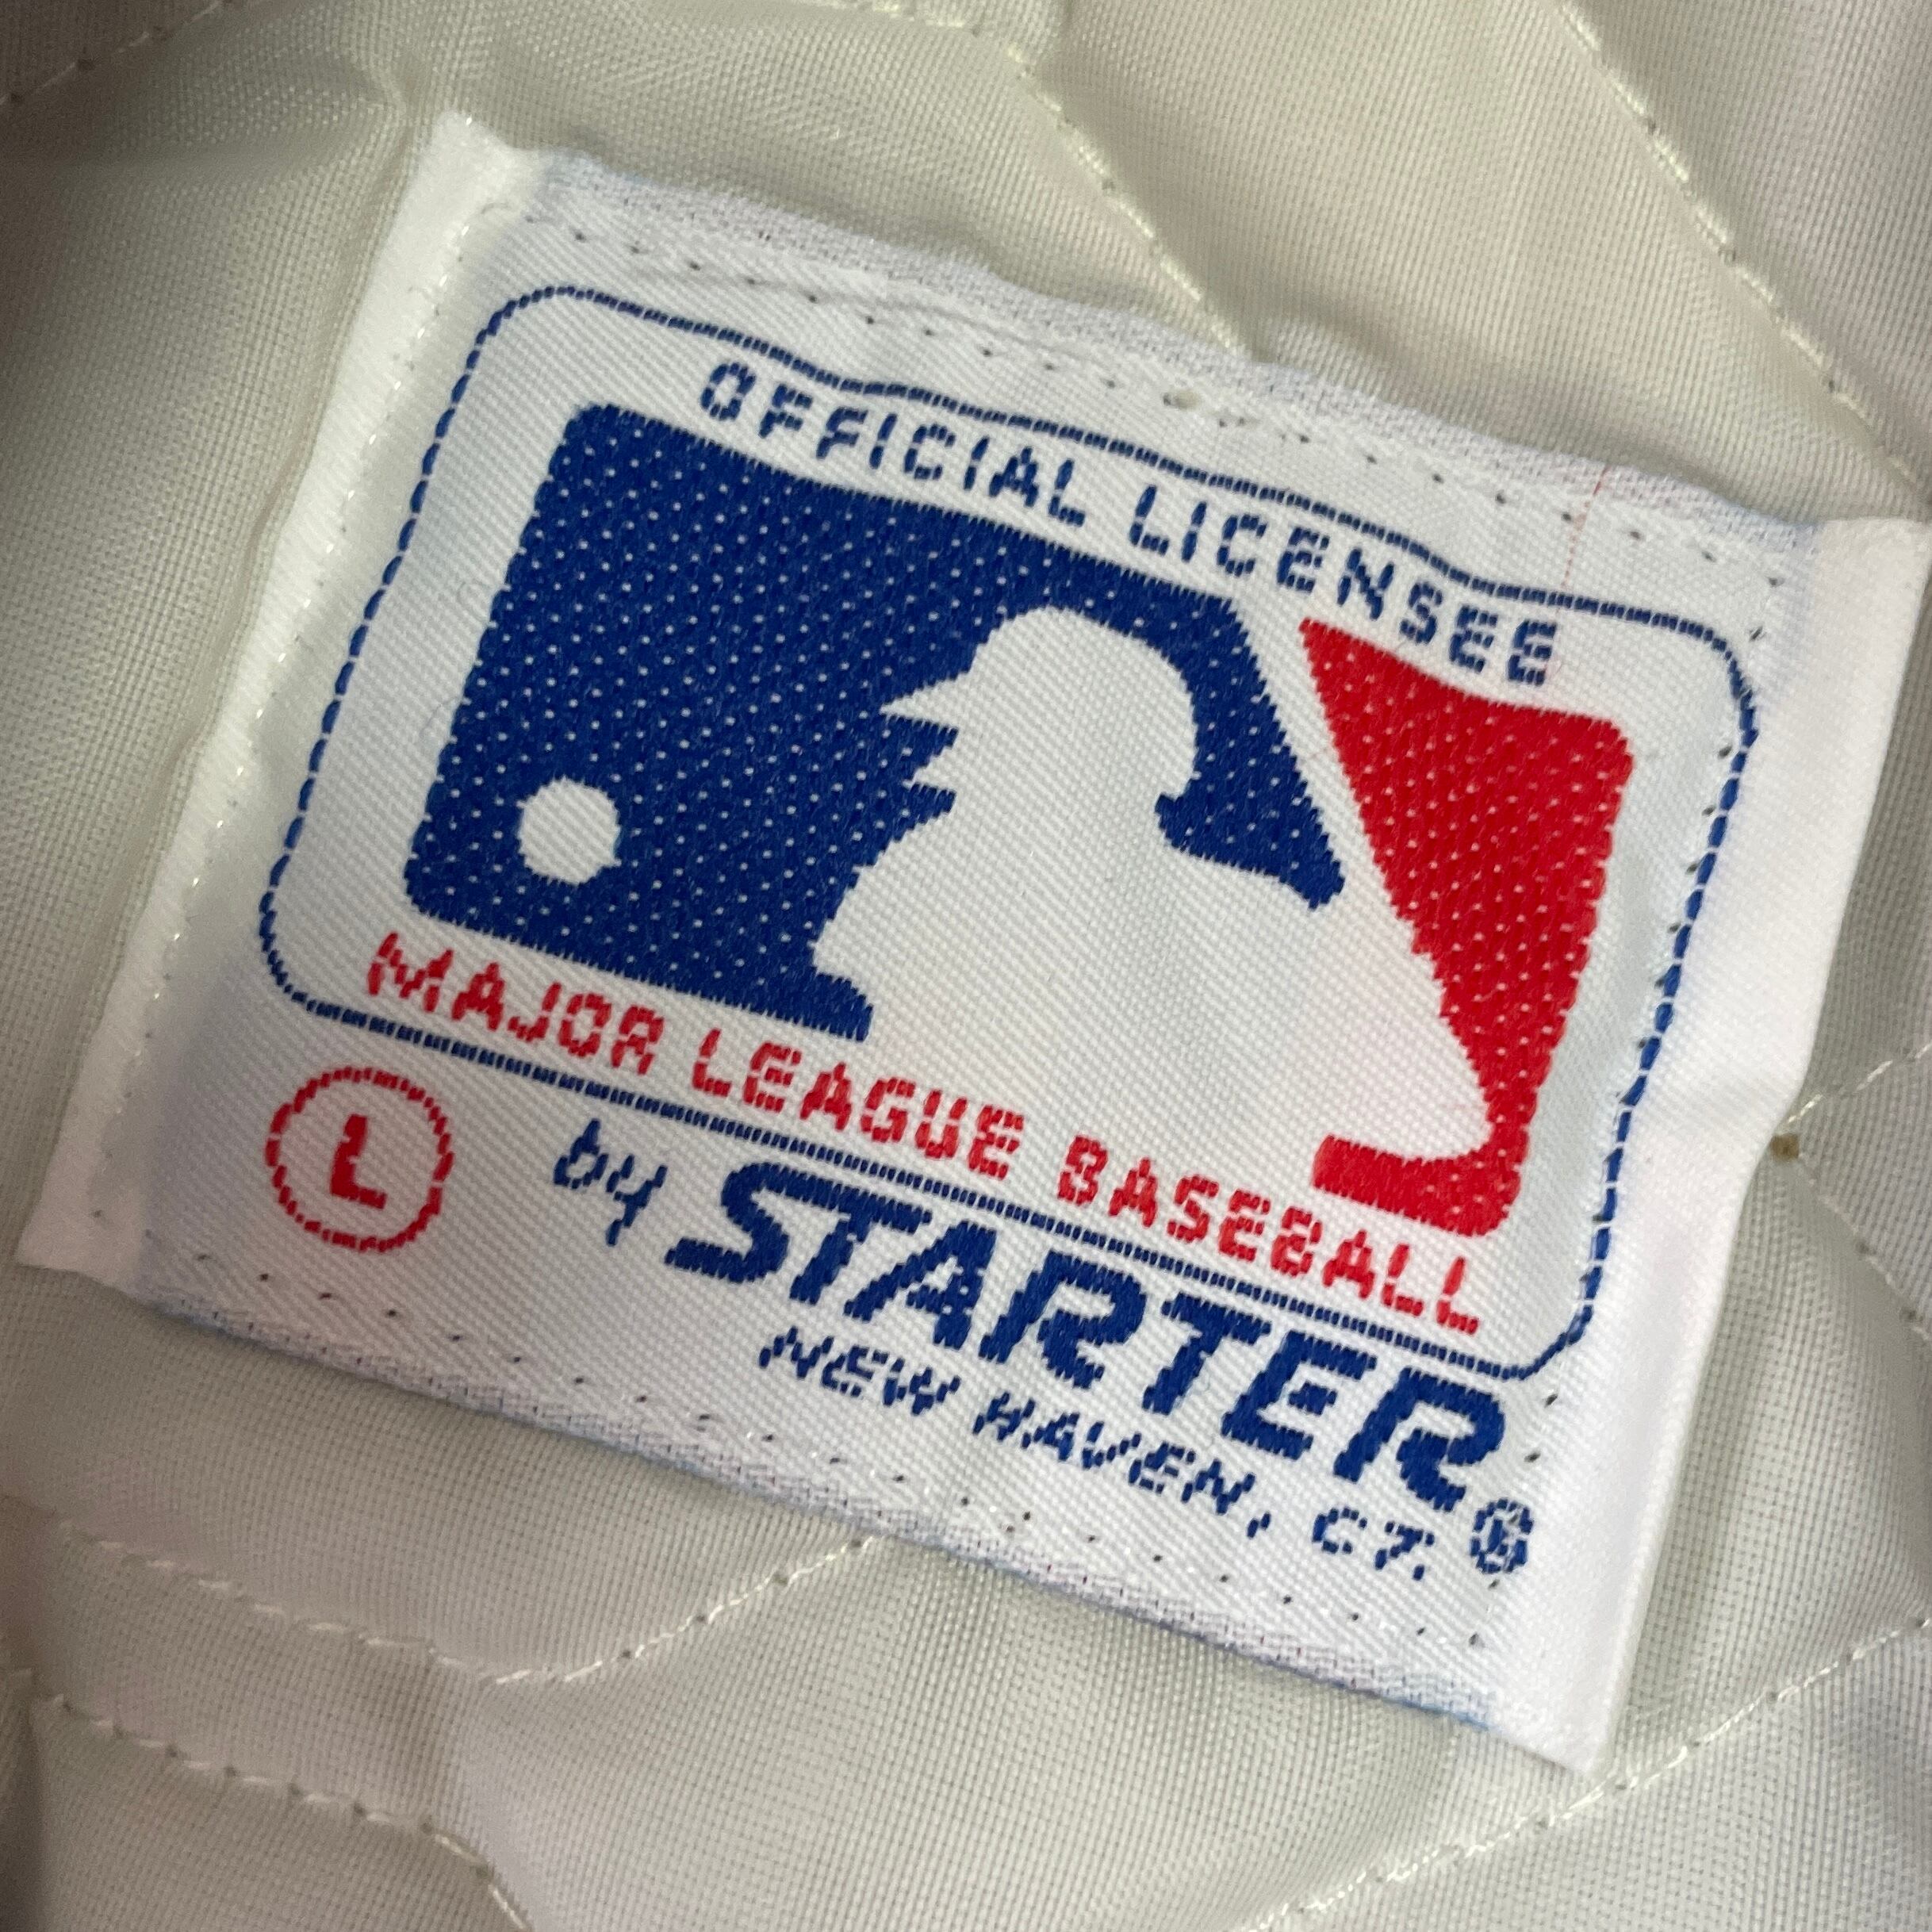 OFFICIAL LICENSEE
MAJOR LEAGUE BASEBALL
L by STARTER®
NEW HAVEN, CT.